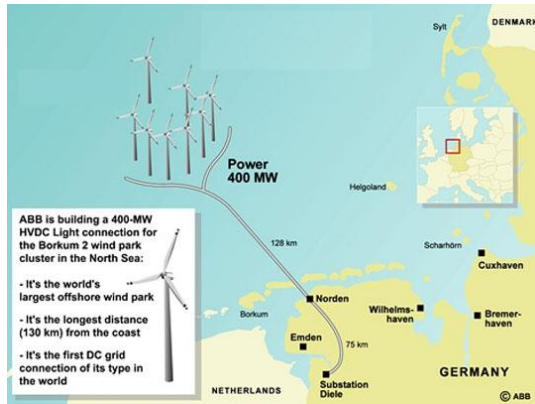 Sylt
DENMARK
Power
400 MW
Helgoland
ABB is building a 400-MW
HVDC Light connection for
the Borkum 2 wind park
cluster in the North Sea:
- It's the world's
largest offshore wind park
- It's the longest distance
(130 km) from the coast
- It's the first DC grid
connection of its type in
the world
128 km
Scharhörn
Cuxhaven
Norden
Borkum
Wilhelms-
haven
Bremer-
haven
Emden
75 km
GERMANY
Substation
Diele
NETHERLANDS
© ABB